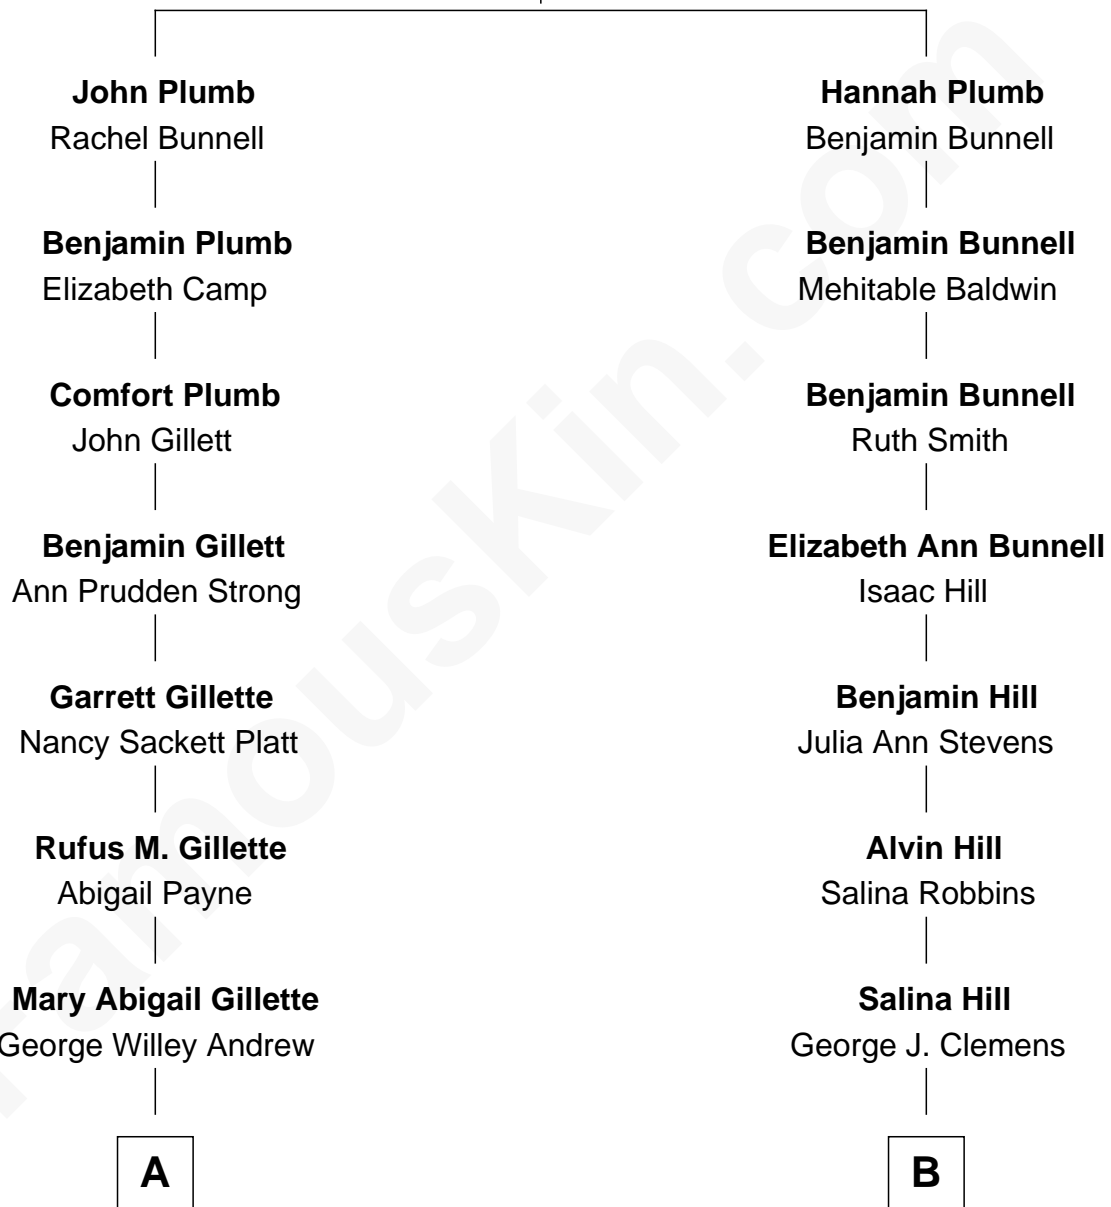 John Plumb
Rachel Bunnell
Benjamin Plumb
Elizabeth Camp
Comfort Plumb
John Gillett
Benjamin Gillett
Ann Prudden Strong
Garrett Gillette
Nancy Sackett Platt
Rufus M. Gillette
Abigail Payne
Mary Abigail Gillette
George Willey Andrew
A
Hannah Plumb
Benjamin Bunnell
Benjamin Bunnell
Mehitable Baldwin
Benjamin Bunnell
Ruth Smith
Elizabeth Ann Bunnell
Isaac Hill
Benjamin Hill
Julia Ann Stevens
Alvin Hill
Salina Robbins
Salina Hill
George J. Clemens
B
FamousKin.com